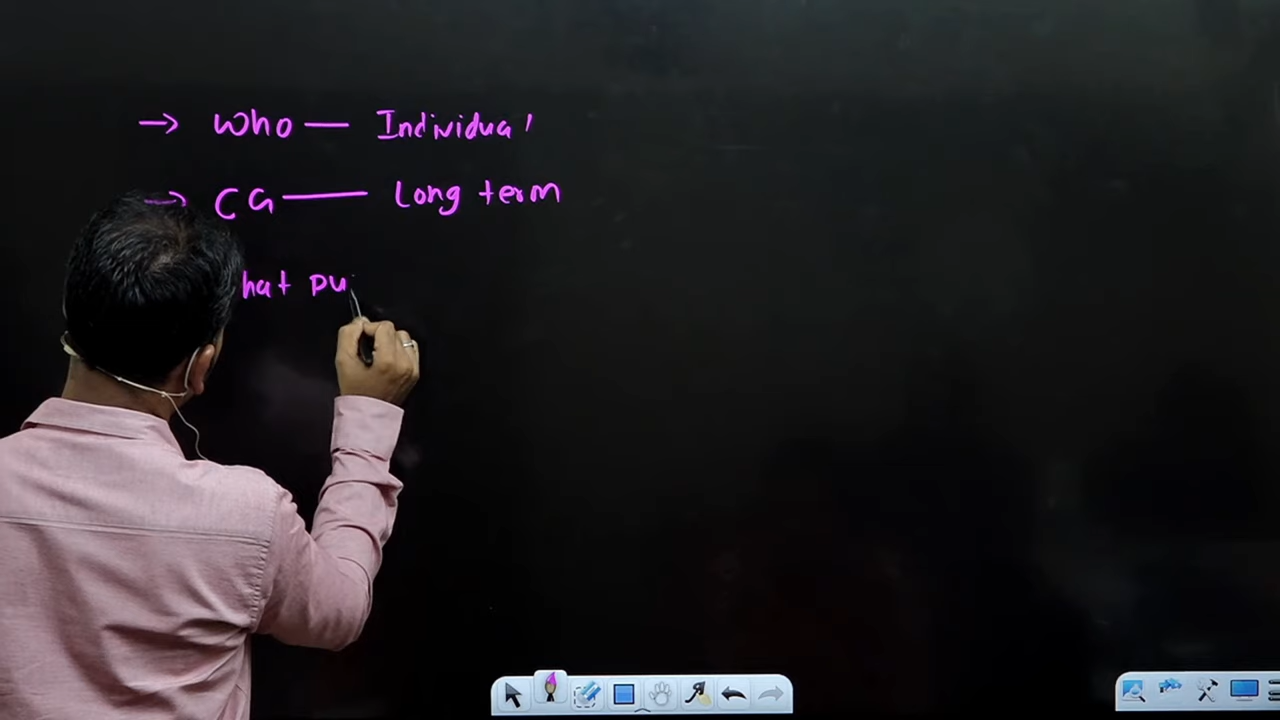 → Who — Individual
→ CG — Long term
hat pu